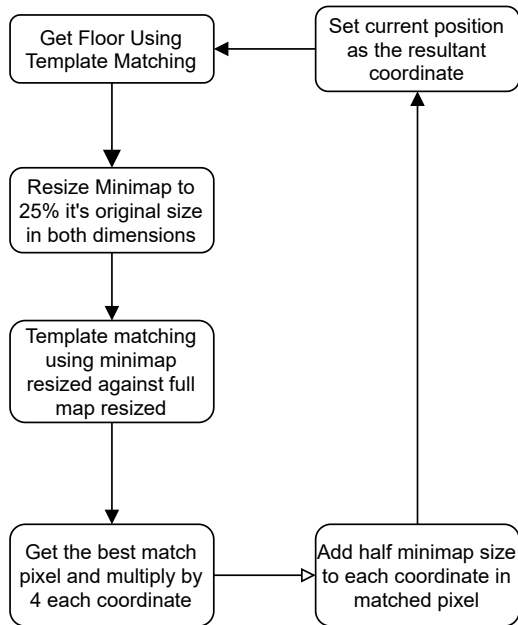 Get Floor Using
Template Matching
Set current position
as the resultant
coordinate
Resize Minimap to
25% it's original size
in both dimensions
Template matching
using minimap
resized against full
map resized
Get the best match
pixel and multiply by
4 each coordinate
Add half minimap size
to each coordinate in
matched pixel